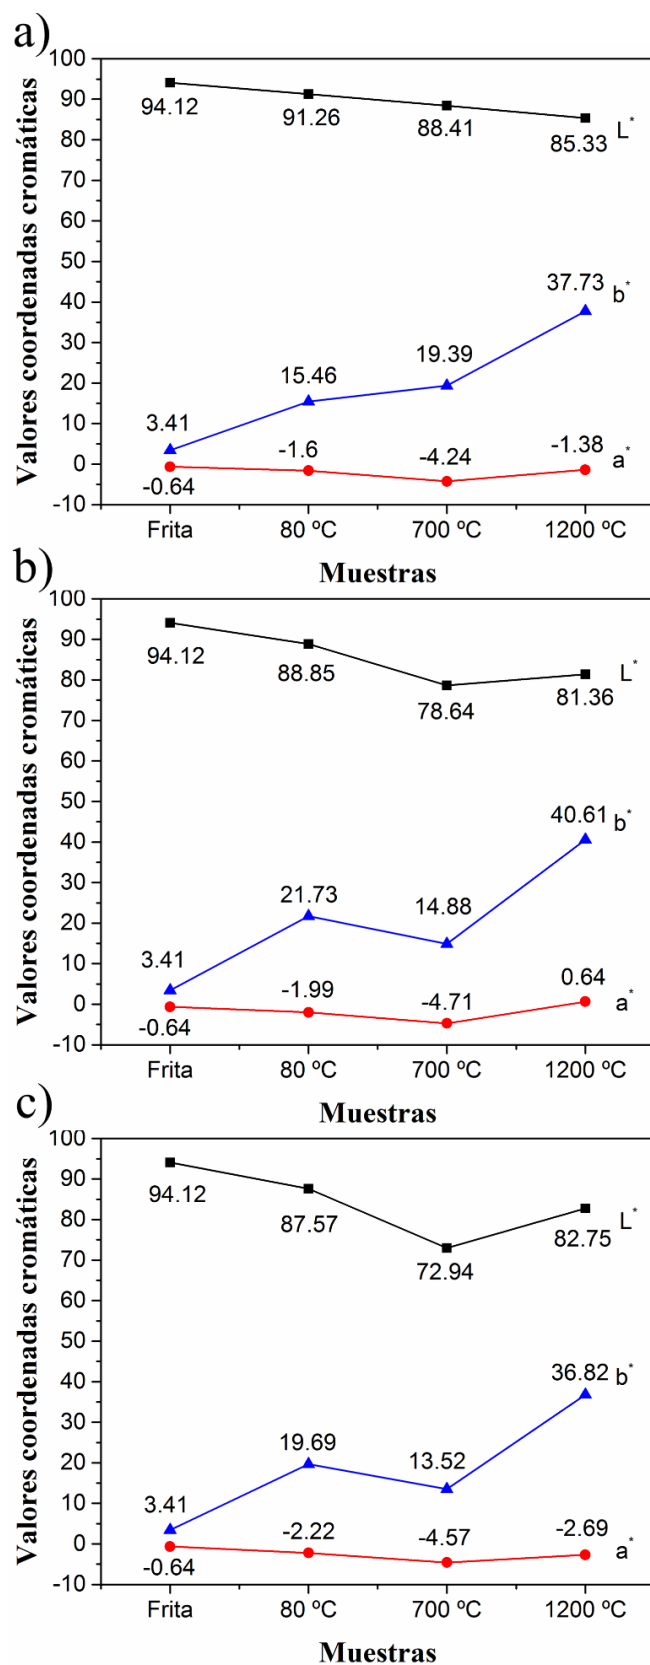 a)
Valores coordenadas cromáticas
100
90
80
70
60
50
40
30
20
10
0
-10
94.12
91.26
88.41
85.33
L*
3.41
15.46
19.39
37.73
b*
-0.64
-1.6
-4.24
-1.38
a*
Frita
80 ºC
700 ºC
1200 ºC
Muestras
b)
Valores coordenadas cromáticas
100
90
80
70
60
50
40
30
20
10
0
-10
94.12
88.85
78.64
81.36
L*
3.41
21.73
14.88
40.61
b*
-0.64
-1.99
-4.71
0.64
a*
Frita
80 ºC
700 ºC
1200 ºC
Muestras
c)
Valores coordenadas cromáticas
100
90
80
70
60
50
40
30
20
10
0
-10
94.12
87.57
72.94
82.75
L*
3.41
19.69
13.52
36.82
b*
-0.64
-2.22
-4.57
-2.69
a*
Frita
80 ºC
700 ºC
1200 ºC
Muestras